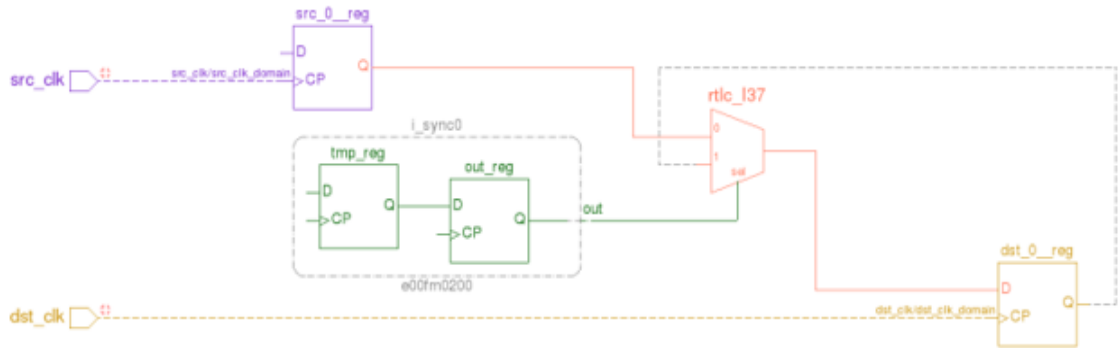 src_0__reg
D
Q
src_clk
src_clk/src_clk_domain
CP
rtlc_I37
0
1
sel
i_sync0
tmp_reg
D
Q
CP
out_reg
D
Q
CP
out
e00fm0200
dst_0__reg
D
Q
dst_clk
dst_clk/dst_clk_domain
CP